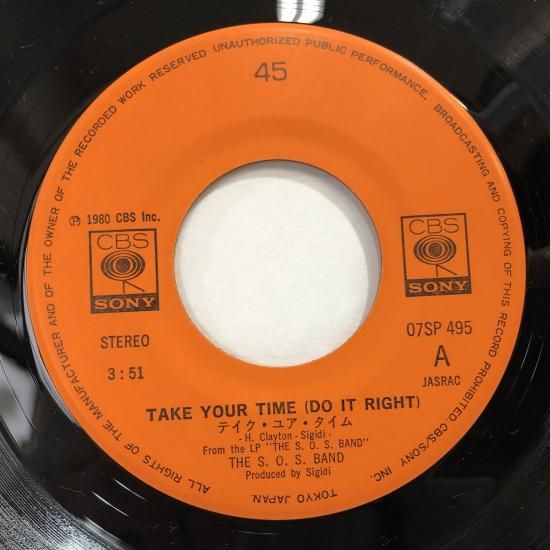 ALL RIGHTS OF THE MANUFACTURER AND OF THE OWNER OF THE RECORDED WORK RESERVED UNAUTHORIZED PUBLIC PERFORMANCE, BROADCASTING AND COPYING OF THIS RECORD PROHIBITED. CBS/SONY INC. TOKYO JAPAN.
45
℗ 1980 CBS Inc.
CBS
SONY
CBS
SONY
STEREO
3:51
07SP 495
A
JASRAC
TAKE YOUR TIME (DO IT RIGHT)
テイク・ユア・タイム
- H. Clayton - Sigidi -
From the LP "THE S. O. S. BAND"
THE S. O. S. BAND
Produced by Sigidi